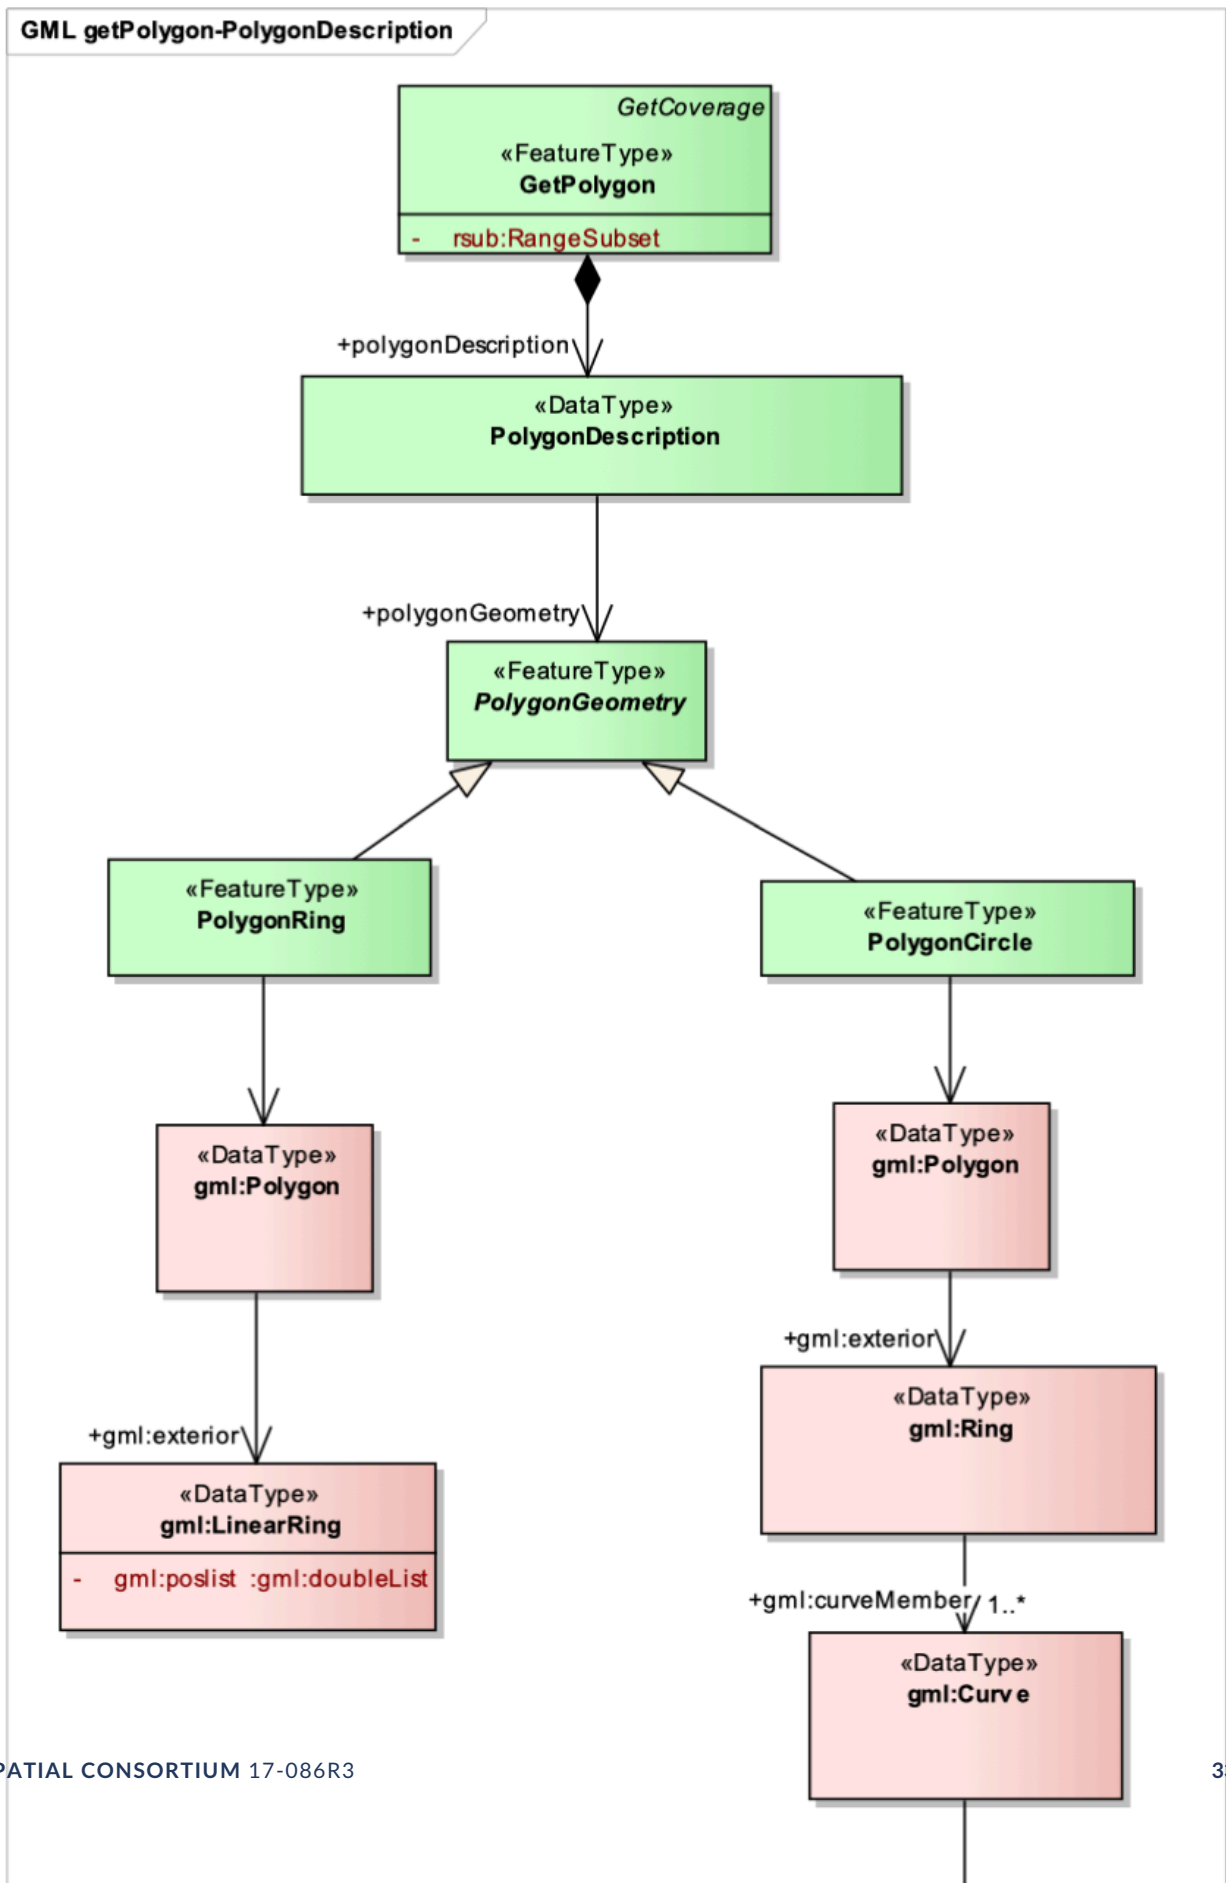 GML getPolygon-PolygonDescription
GetCoverage
«FeatureType»
GetPolygon
- rsub:RangeSubset
+polygonDescription
«DataType»
PolygonDescription
+polygonGeometry
«FeatureType»
PolygonGeometry
«FeatureType»
PolygonRing
«FeatureType»
PolygonCircle
«DataType»
gml:Polygon
«DataType»
gml:Polygon
+gml:exterior
«DataType»
gml:Ring
+gml:exterior
«DataType»
gml:LinearRing
- gml:poslist :gml:doubleList
+gml:curveMember 1..*
«DataType»
gml:Curve
PATIAL CONSORTIUM 17-086R3